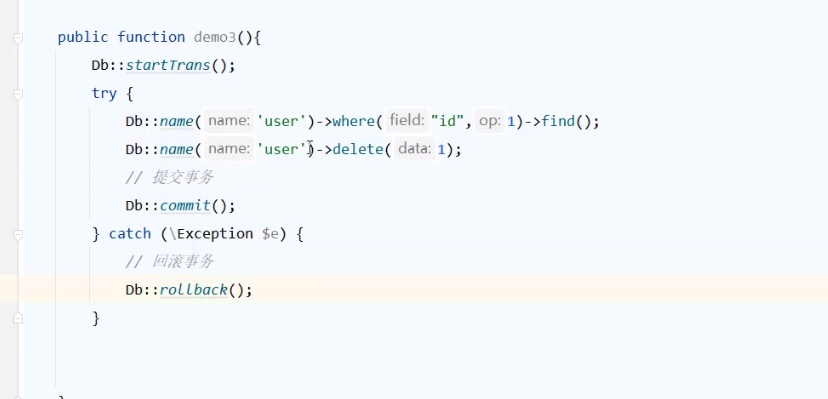 public function demo3(){
Db::startTrans();
try {
Db::name( name: 'user')->where( field: "id", op: 1)->find();
Db::name( name: 'user')->delete( data: 1);
// 提交事务
Db::commit();
} catch (\Exception $e) {
// 回滚事务
Db::rollback();
}